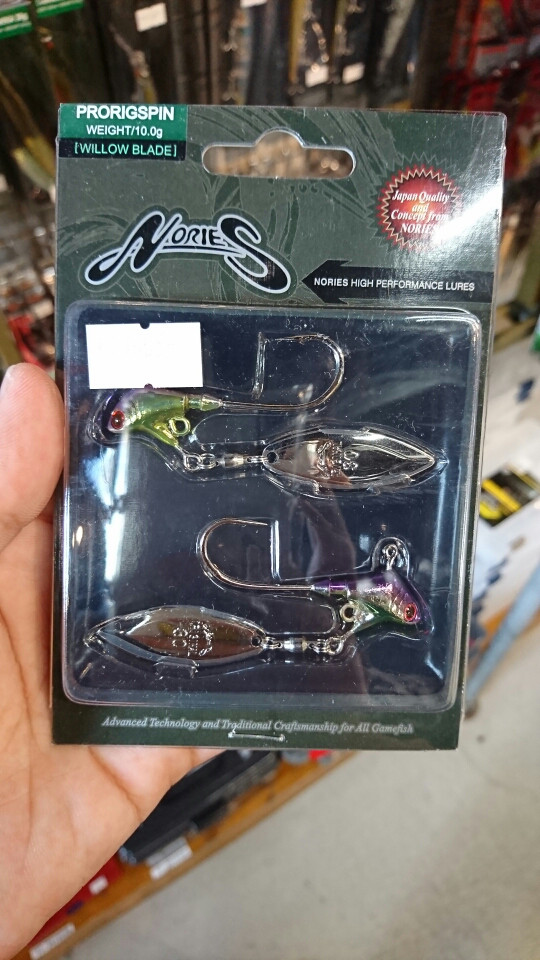 PRORIGSPIN
WEIGHT/10.0g
[WILLOW BLADE]
Japan Quality
and
Concept from
NORIES
NORIES
NORIES HIGH PERFORMANCE LURES
Advanced Technology and Traditional Craftsmanship for All Gamefish